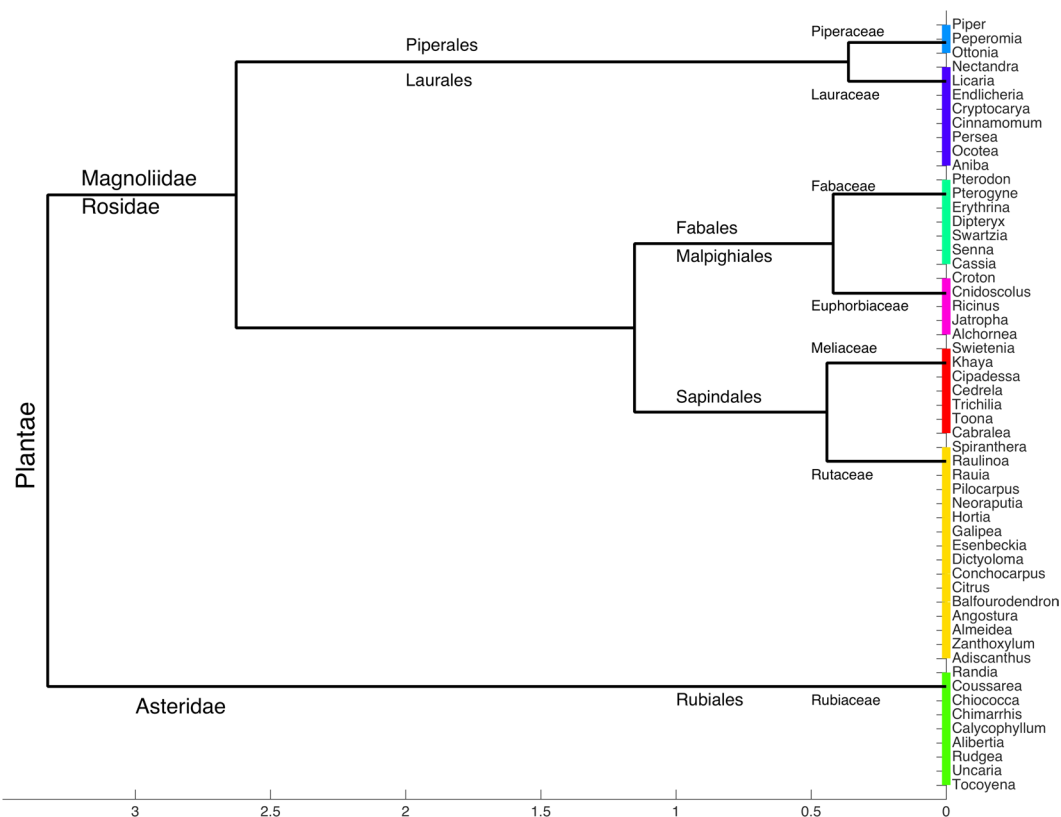 Piperaceae
Piperales
Laurales
Lauraceae
Magnoliidae
Rosidae
Fabaceae
Fabales
Malpighiales
Euphorbiaceae
Meliaceae
Sapindales
Rutaceae
Plantae
Asteridae
Rubiales
Rubiaceae
Piper
Peperomia
Ottonia
Nectandra
Licaria
Endlicheria
Cryptocarya
Cinnamomum
Persea
Ocotea
Aniba
Pterodon
Pterogyne
Erythrina
Dipteryx
Swartzia
Senna
Cassia
Croton
Cnidoscolus
Ricinus
Jatropha
Alchornea
Swietenia
Khaya
Cipadessa
Cedrela
Trichilia
Toona
Cabralea
Spiranthera
Raulinoa
Rauia
Pilocarpus
Neoraputia
Hortia
Galipea
Esenbeckia
Dictyoloma
Conchocarpus
Citrus
Balfourodendron
Angostura
Almeidea
Zanthoxylum
Adiscanthus
Randia
Coussarea
Chiococca
Chimarrhis
Calycophyllum
Alibertia
Rudgea
Uncaria
Tocoyena
3 2.5 2 1.5 1 0.5 0